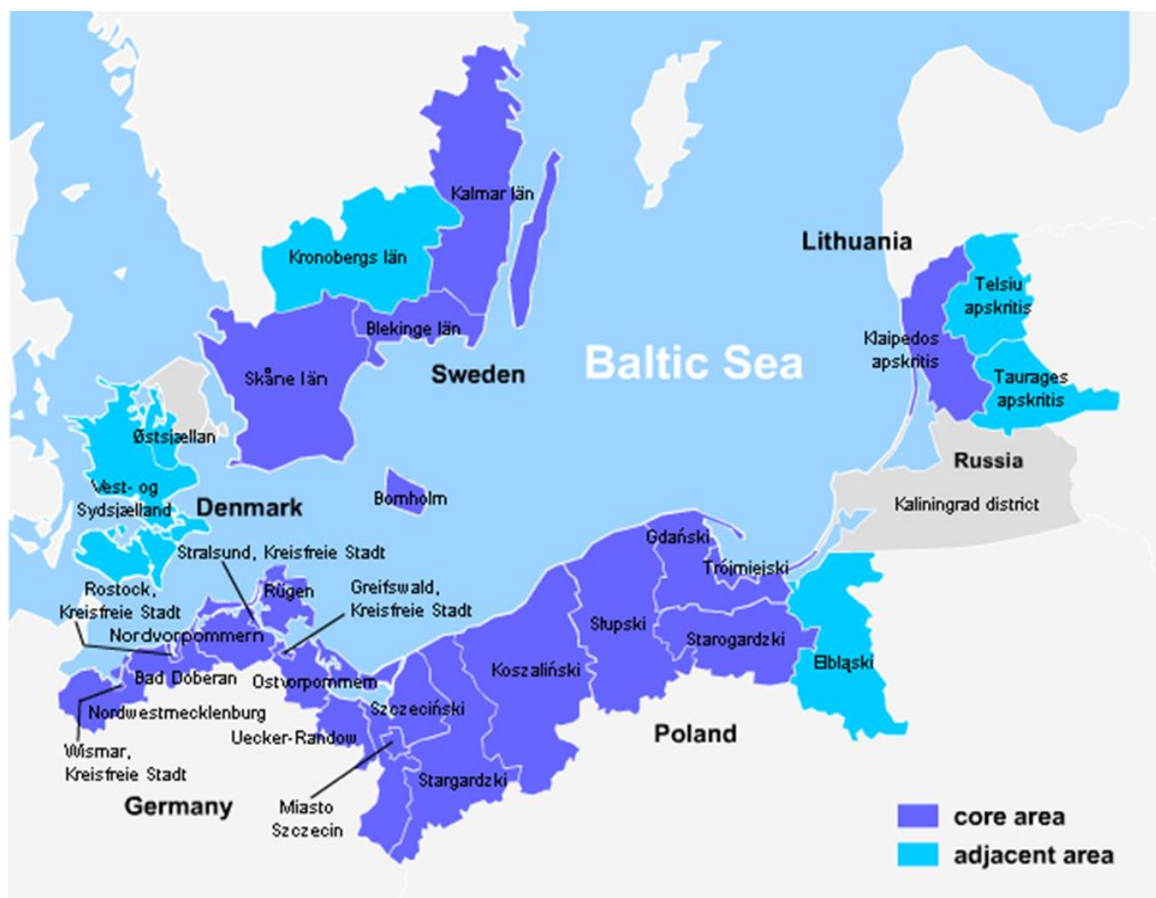 Kalmar län
Kronobergs län
Lithuania
Telsiu
apskritis
Blekinge län
Klaipedos
apskritis
Baltic Sea
Sweden
Skåne län
Taurages
apskritis
Østsjællan
Russia
Vest- og
Sydsjælland
Denmark
Bornholm
Kaliningrad district
Gdański
Stralsund, Kreisfreie Stadt
Trójmiejski
Rostock,
Kreisfreie Stadt
Rügen
Greifswald,
Kreisfreie Stadt
Nordvorpommern
Słupski
Starogardzki
Elbląski
Koszaliński
Bad Doberan
Ostvorpommern
Szczeciński
Nordwestmecklenburg
Uecker-Randow
Poland
Wismar,
Kreisfreie Stadt
Stargardzki
Germany
Miasto
Szczecin
core area
adjacent area